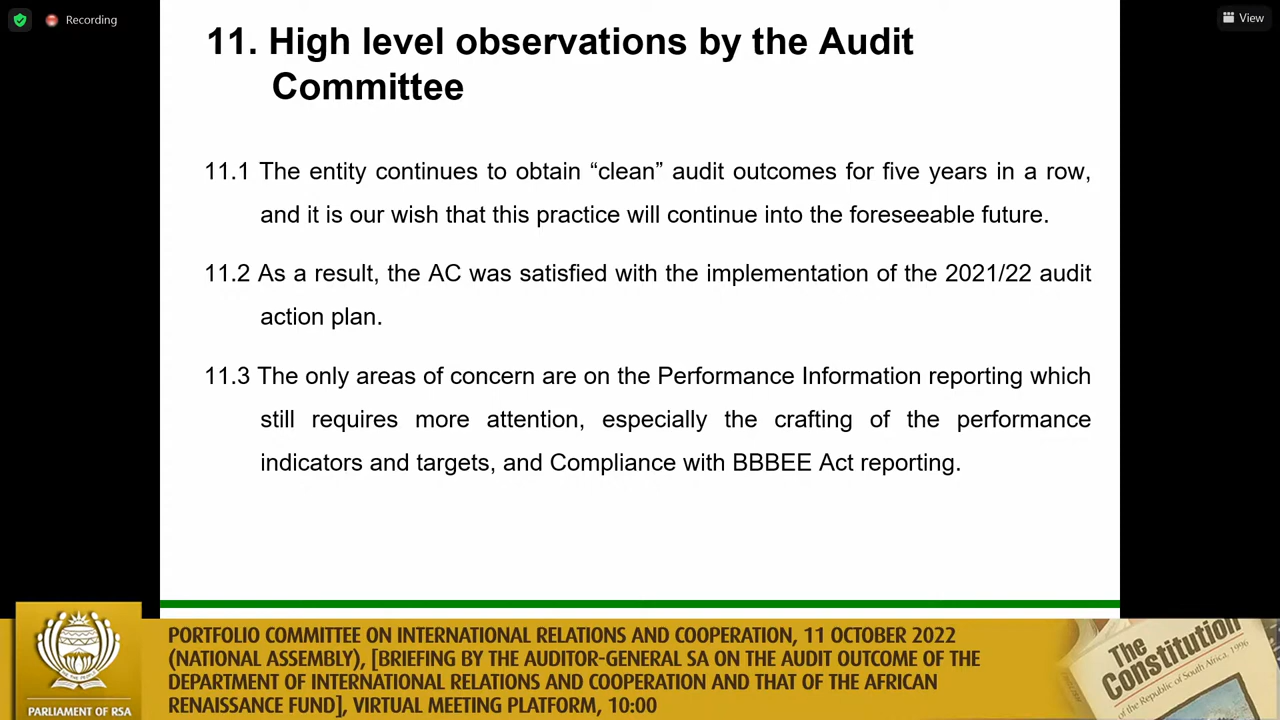 Recording
View
11. High level observations by the Audit
Committee
11.1 The entity continues to obtain “clean” audit outcomes for five years in a row,
and it is our wish that this practice will continue into the foreseeable future.
11.2 As a result, the AC was satisfied with the implementation of the 2021/22 audit
action plan.
11.3 The only areas of concern are on the Performance Information reporting which
still requires more attention, especially the crafting of the performance
indicators and targets, and Compliance with BBBEE Act reporting.
PORTFOLIO COMMITTEE ON INTERNATIONAL RELATIONS AND COOPERATION, 11 OCTOBER 2022
(NATIONAL ASSEMBLY), [BRIEFING BY THE AUDITOR-GENERAL SA ON THE AUDIT OUTCOME OF THE
DEPARTMENT OF INTERNATIONAL RELATIONS AND COOPERATION AND THAT OF THE AFRICAN
RENAISSANCE FUND], VIRTUAL MEETING PLATFORM, 10:00
PARLIAMENT OF RSA
The
Constitution
of the Republic of South Africa, 1996